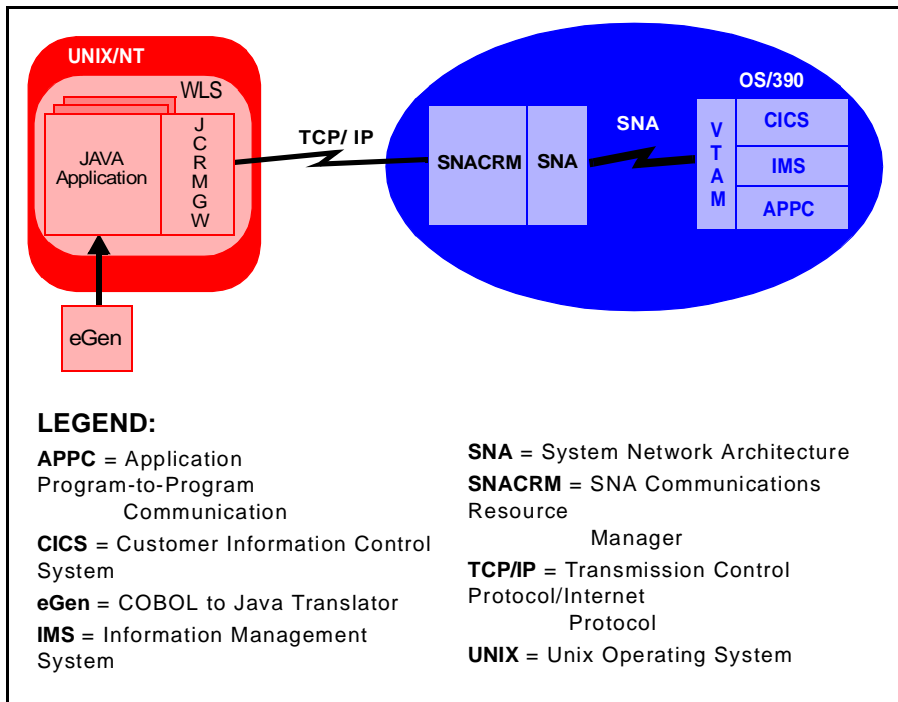 UNIX/NT
WLS
JAVA
Application
J
C
R
M
G
W
eGen
TCP/ IP
SNACRM
SNA
SNA
OS/390
V
T
A
M
CICS
IMS
APPC
LEGEND:
APPC = Application
Program-to-Program
Communication
CICS = Customer Information Control
System
eGen = COBOL to Java Translator
IMS = Information Management
System
SNA = System Network Architecture
SNACRM = SNA Communications
Resource
Manager
TCP/IP = Transmission Control
Protocol/Internet
Protocol
UNIX = Unix Operating System